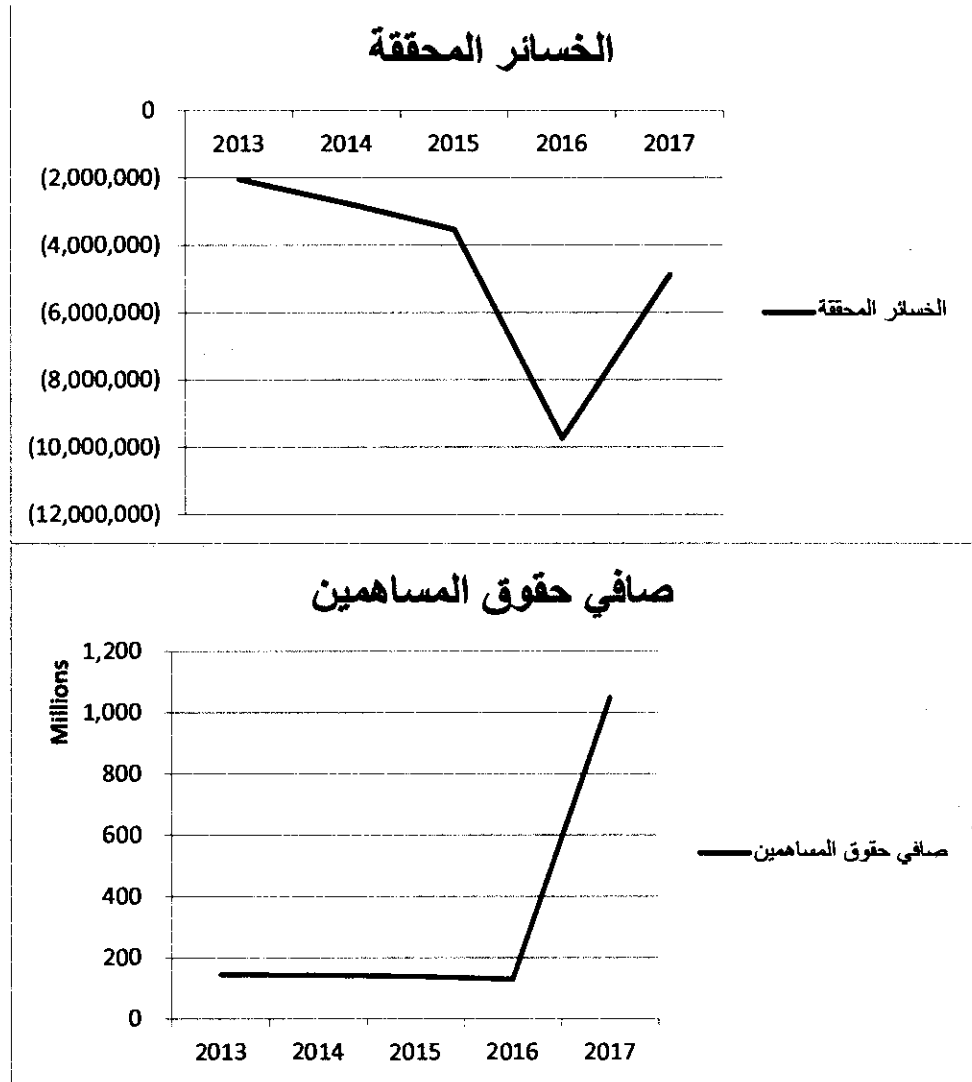 الخسائر المحققة
0
2013 2014 2015 2016 2017
(2,000,000)
(4,000,000)
(6,000,000)
الخسائر المحققة
(8,000,000)
(10,000,000)
(12,000,000)
صافي حقوق المساهمين
Millions
1,200
1,000
800
600
صافي حقوق المساهمين
400
200
0
2013 2014 2015 2016 2017